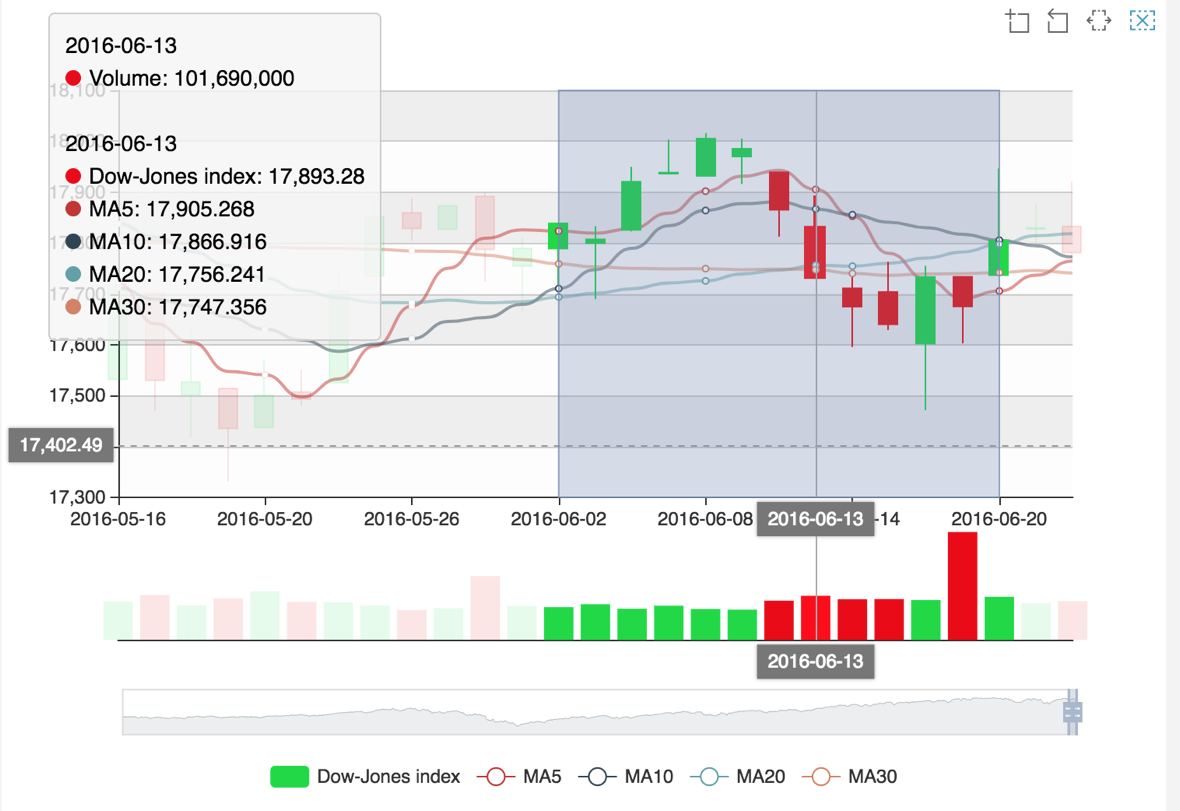 2016-06-13
Volume: 101,690,000
18,100
2016-06-13
Dow-Jones index: 17,893.28
17,900
MA5: 17,905.268
MA10: 17,866.916
MA20: 17,756.241
17,700
MA30: 17,747.356
17,600
17,500
17,402.49
17,300
2016-05-16
2016-05-20
2016-05-26
2016-06-02
2016-06-08
2016-06-13
-14
2016-06-20
2016-06-13
Dow-Jones index
MA5
MA10
MA20
MA30